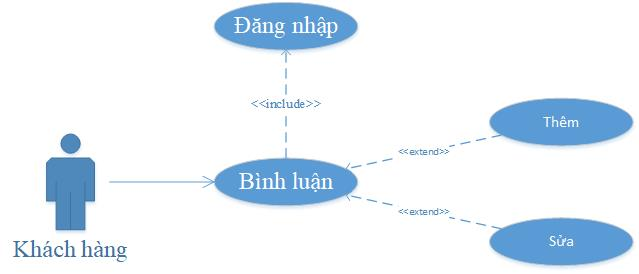 Đăng nhập
<<include>>
Thêm
<<extend>>
Bình luận
<<extend>>
Sửa
Khách hàng